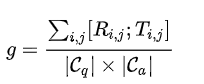 $g = \frac{\sum_{i,j}[R_{i,j}; T_{i,j}]}{|\mathcal{C}_q| \times |\mathcal{C}_a|}$